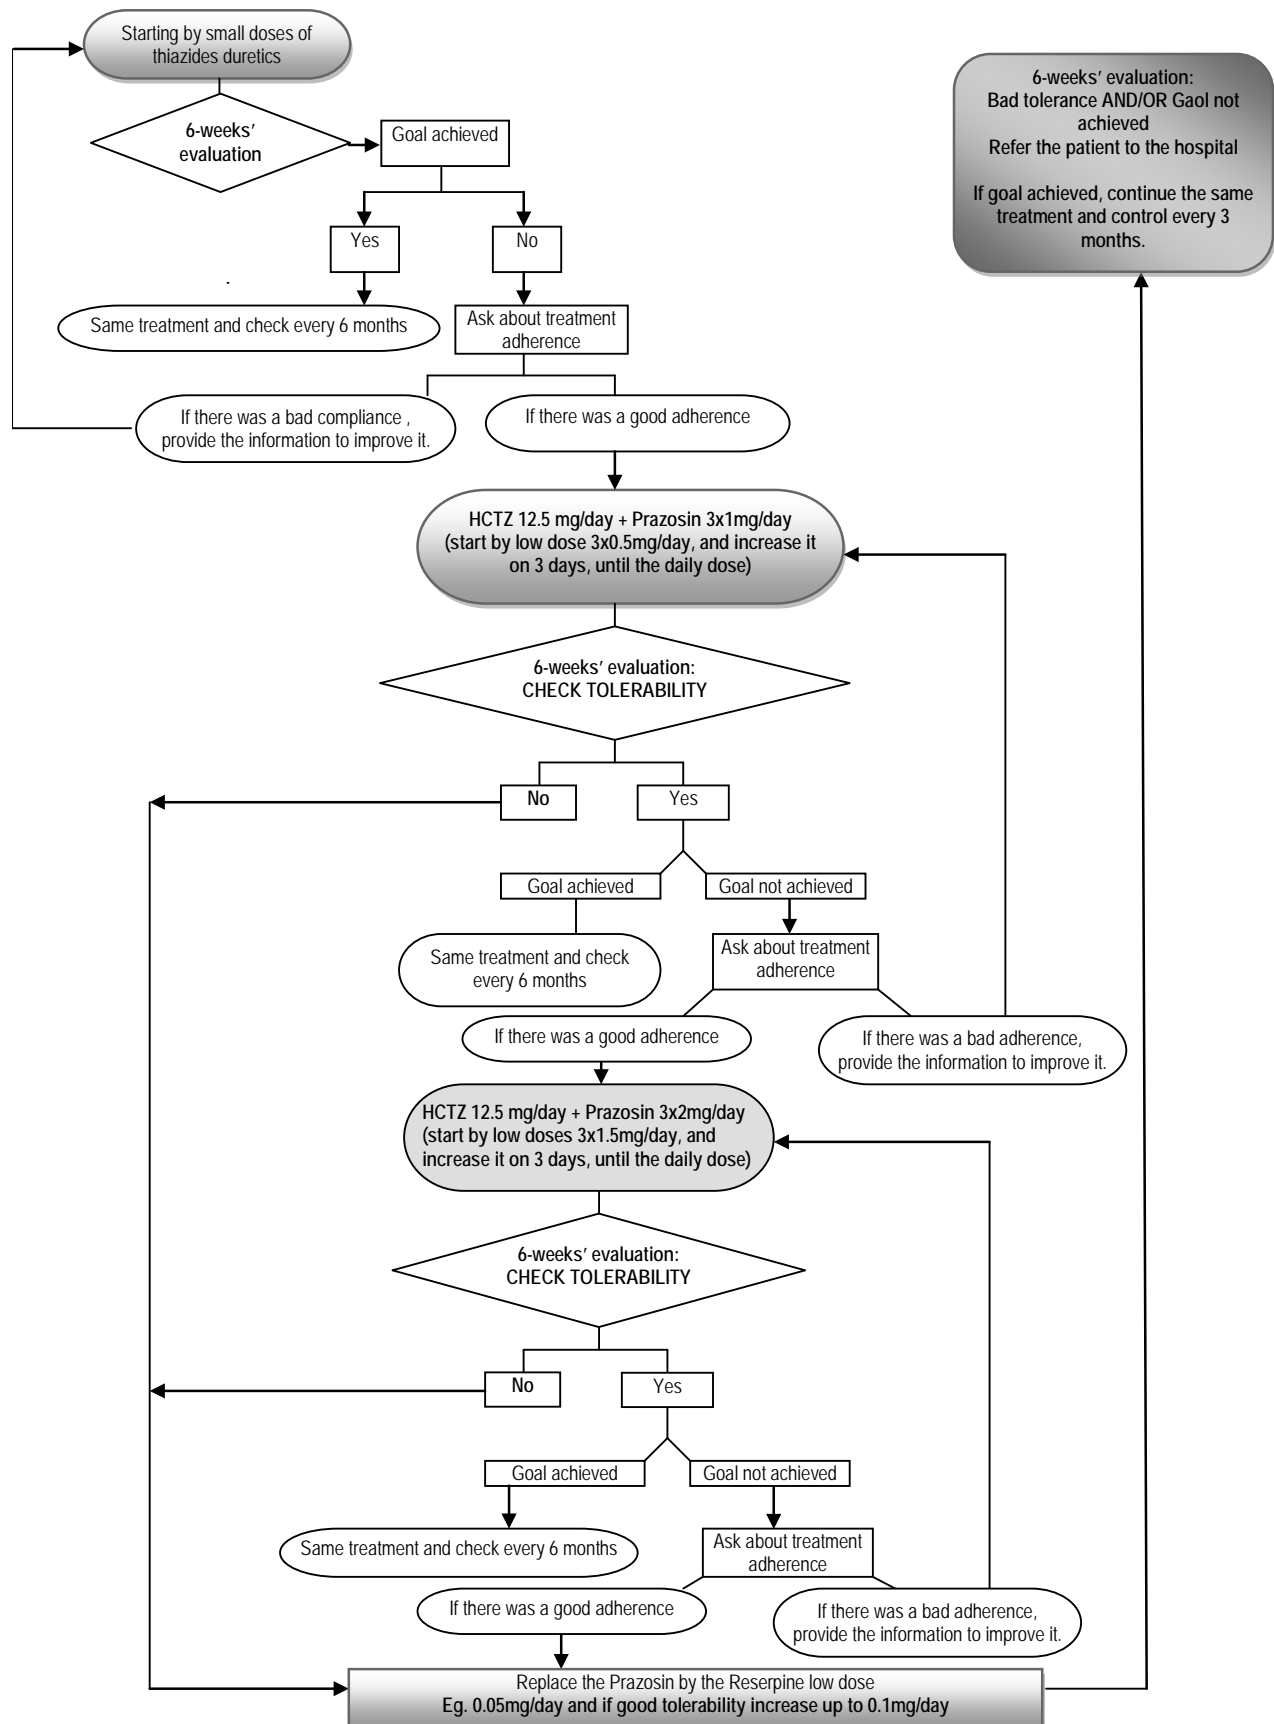 Starting by small doses of
thiazides duretics
6-weeks'
evaluation
Goal achieved
Yes
No
.
Same treatment and check every 6 months
Ask about treatment
adherence
If there was a bad compliance ,
provide the information to improve it.
If there was a good adherence
6-weeks' evaluation:
Bad tolerance AND/OR Gaol not
achieved
Refer the patient to the hospital
If goal achieved, continue the same
treatment and control every 3
months.
HCTZ 12.5 mg/day + Prazosin 3x1mg/day
(start by low dose 3x0.5mg/day, and increase it
on 3 days, until the daily dose)
6-weeks' evaluation:
CHECK TOLERABILITY
No
Yes
Goal achieved
Goal not achieved
Same treatment and check
every 6 months
Ask about treatment
adherence
If there was a good adherence
If there was a bad adherence,
provide the information to improve it.
HCTZ 12.5 mg/day + Prazosin 3x2mg/day
(start by low doses 3x1.5mg/day, and
increase it on 3 days, until the daily dose)
6-weeks' evaluation:
CHECK TOLERABILITY
No
Yes
Goal achieved
Goal not achieved
Same treatment and check every 6 months
Ask about treatment
adherence
If there was a good adherence
If there was a bad adherence,
provide the information to improve it.
Replace the Prazosin by the Reserpine low dose
Eg. 0.05mg/day and if good tolerability increase up to 0.1mg/day